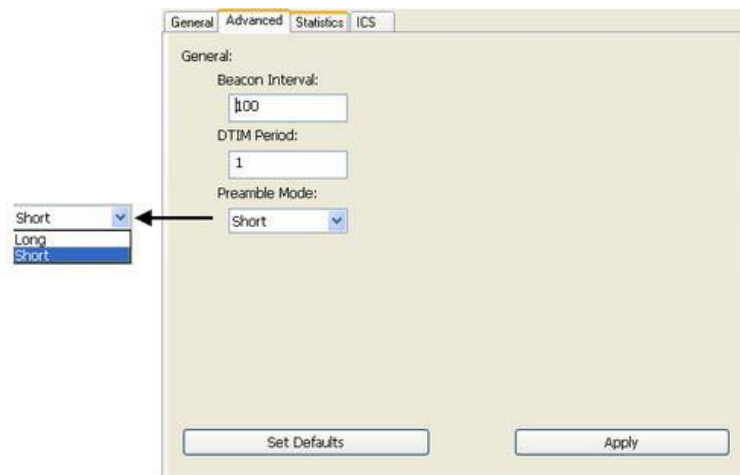 General Advanced Statistics ICS
General:
Beacon Interval:
100
DTIM Period:
1
Preamble Mode:
Short
Short
Long
Short
Set Defaults Apply